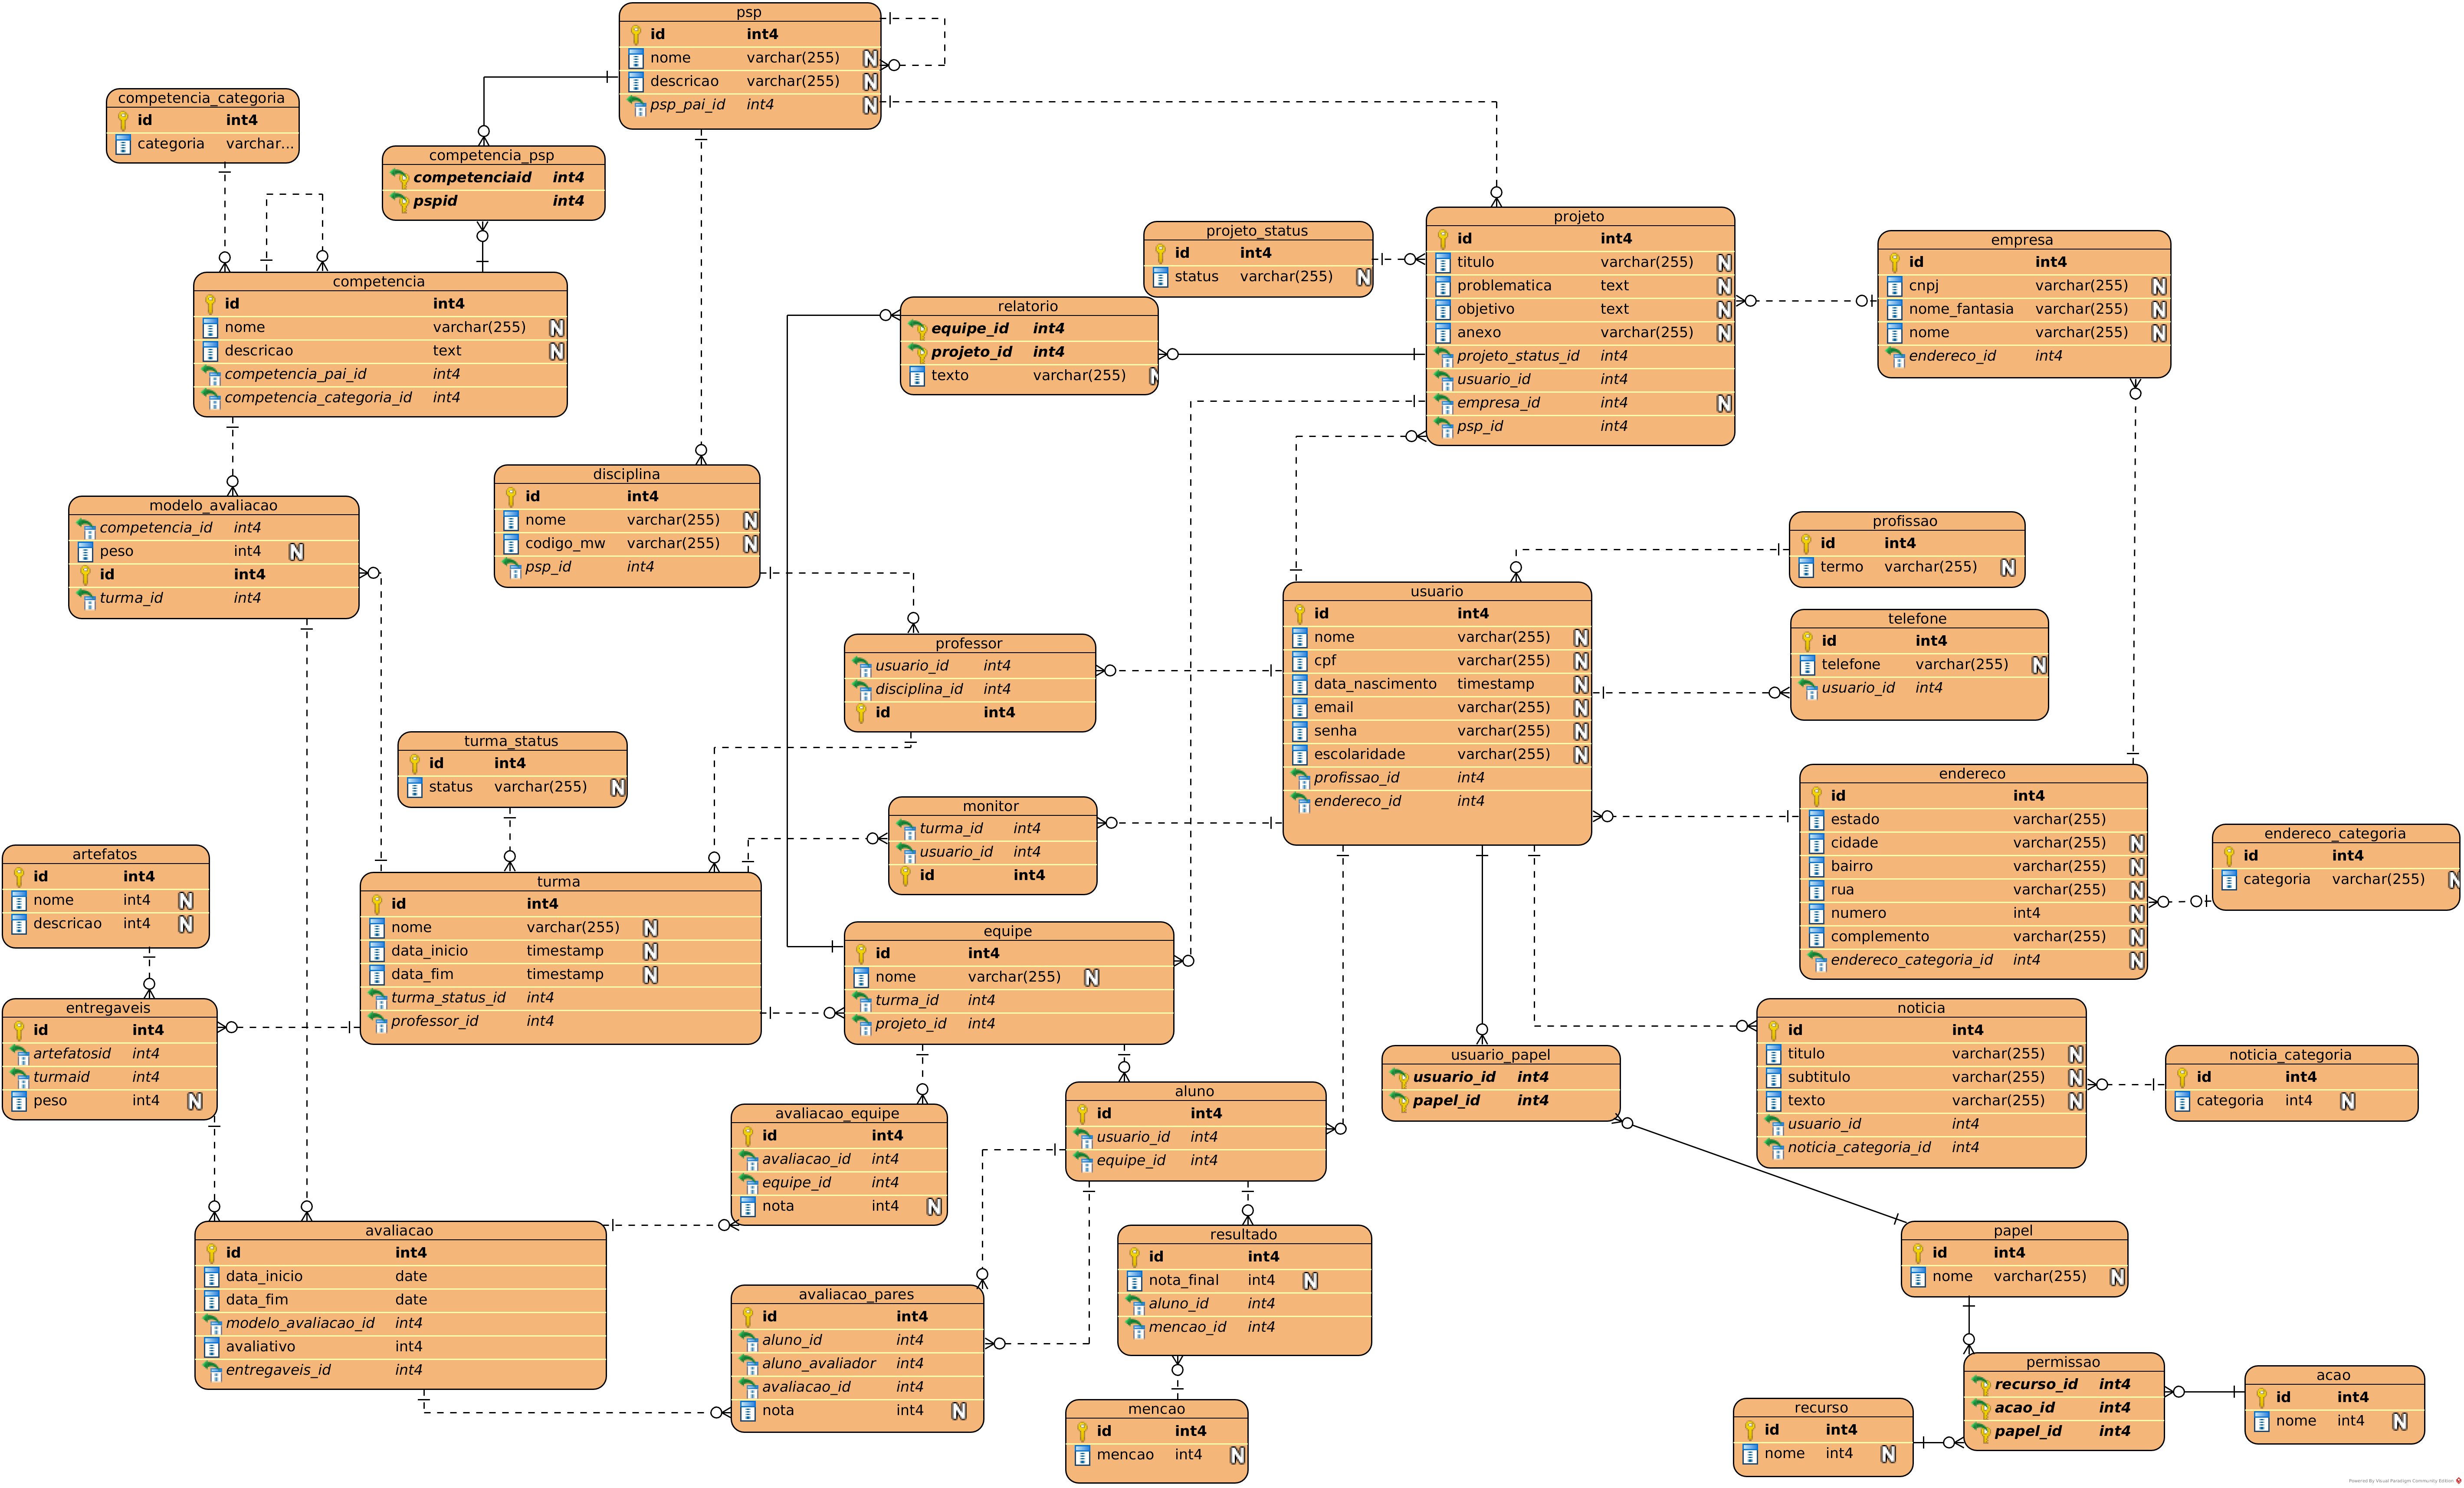 psp
id int4
nome varchar(255) N
descricao varchar(255) N
psp_pai_id int4 N
competencia_categoria
id int4
categoria varchar...
competencia_psp
competenciaid int4
pspid int4
competencia
id int4
nome varchar(255) N
descricao text N
competencia_pai_id int4
competencia_categoria_id int4
projeto_status
id int4
status varchar(255) N
projeto
id int4
titulo varchar(255) N
problematica text N
objetivo text N
anexo varchar(255) N
projeto_status_id int4
usuario_id int4
empresa_id int4 N
psp_id int4
empresa
id int4
cnpj varchar(255) N
nome_fantasia varchar(255) N
nome varchar(255) N
endereco_id int4
relatorio
equipe_id int4
projeto_id int4
texto varchar(255) N
modelo_avaliacao
competencia_id int4
peso int4 N
id int4
turma_id int4
disciplina
id int4
nome varchar(255) N
codigo_mw varchar(255) N
psp_id int4
profissao
id int4
termo varchar(255) N
usuario
id int4
nome varchar(255) N
cpf varchar(255) N
data_nascimento timestamp N
email varchar(255) N
senha varchar(255) N
escolaridade varchar(255) N
profissao_id int4
endereco_id int4
telefone
id int4
telefone varchar(255) N
usuario_id int4
professor
usuario_id int4
disciplina_id int4
id int4
turma_status
id int4
status varchar(255) N
monitor
turma_id int4
usuario_id int4
id int4
endereco
id int4
estado varchar(255)
cidade varchar(255) N
bairro varchar(255) N
rua varchar(255) N
numero int4 N
complemento varchar(255) N
endereco_categoria_id int4 N
endereco_categoria
id int4
categoria varchar(255) N
artefatos
id int4
nome int4 N
descricao int4 N
turma
id int4
nome varchar(255) N
data_inicio timestamp N
data_fim timestamp N
turma_status_id int4
professor_id int4
equipe
id int4
nome varchar(255) N
turma_id int4
projeto_id int4
entregaveis
id int4
artefatosid int4
turmaid int4
peso int4 N
noticia
id int4
titulo varchar(255) N
subtitulo varchar(255) N
texto varchar(255) N
usuario_id int4
noticia_categoria_id int4
noticia_categoria
id int4
categoria int4 N
usuario_papel
usuario_id int4
papel_id int4
aluno
id int4
usuario_id int4
equipe_id int4
avaliacao_equipe
id int4
avaliacao_id int4
equipe_id int4
nota int4 N
avaliacao
id int4
data_inicio date
data_fim date
modelo_avaliacao_id int4
avaliativo int4
entregaveis_id int4
resultado
id int4
nota_final int4 N
aluno_id int4
mencao_id int4
papel
id int4
nome varchar(255) N
avaliacao_pares
id int4
aluno_id int4
aluno_avaliador int4
avaliacao_id int4
nota int4 N
mencao
id int4
mencao int4 N
permissao
recurso_id int4
acao_id int4
papel_id int4
acao
id int4
nome int4 N
recurso
id int4
nome int4 N
Powered By Visual Paradigm Community Edition